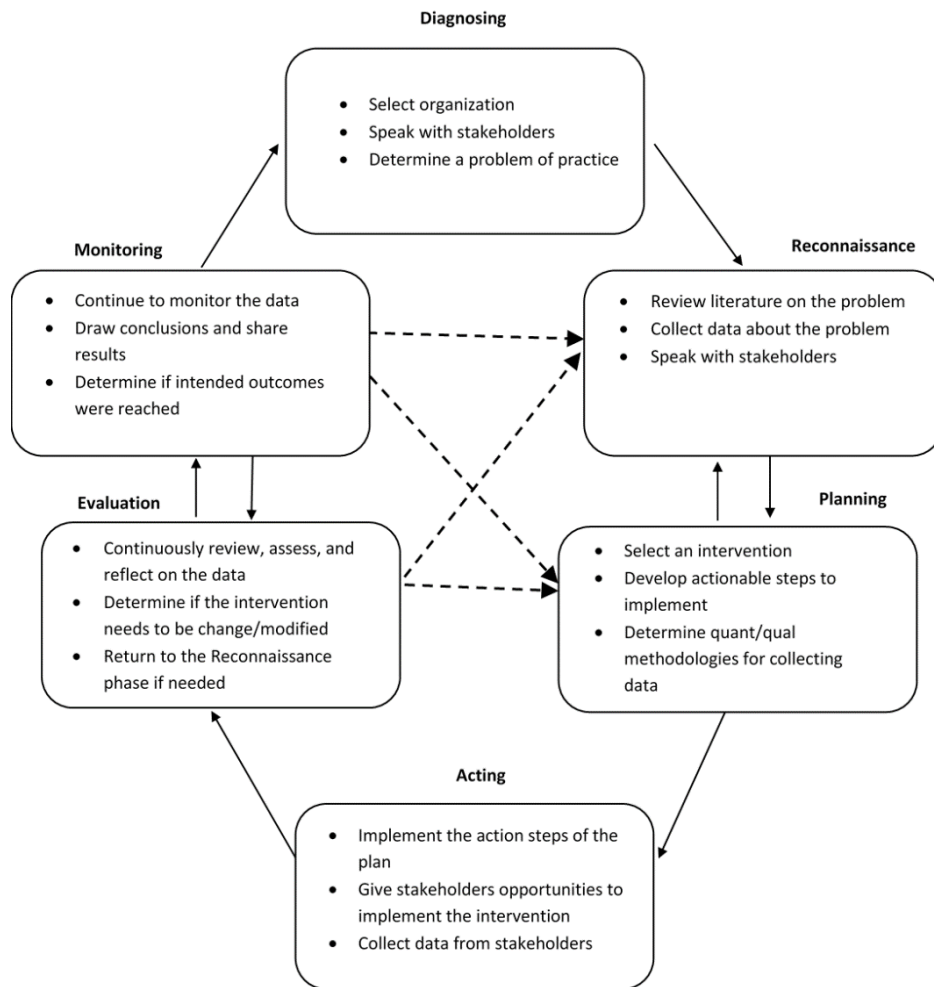 Diagnosing
• Select organization
• Speak with stakeholders
• Determine a problem of practice
Monitoring
• Continue to monitor the data
• Draw conclusions and share
results
• Determine if intended outcomes
were reached
Reconnaissance
• Review literature on the problem
• Collect data about the problem
• Speak with stakeholders
Evaluation
• Continuously review, assess, and
reflect on the data
• Determine if the intervention
needs to be change/modified
• Return to the Reconnaissance
phase if needed
Planning
• Select an intervention
• Develop actionable steps to
implement
• Determine quant/qual
methodologies for collecting
data
Acting
• Implement the action steps of the
plan
• Give stakeholders opportunities to
implement the intervention
• Collect data from stakeholders